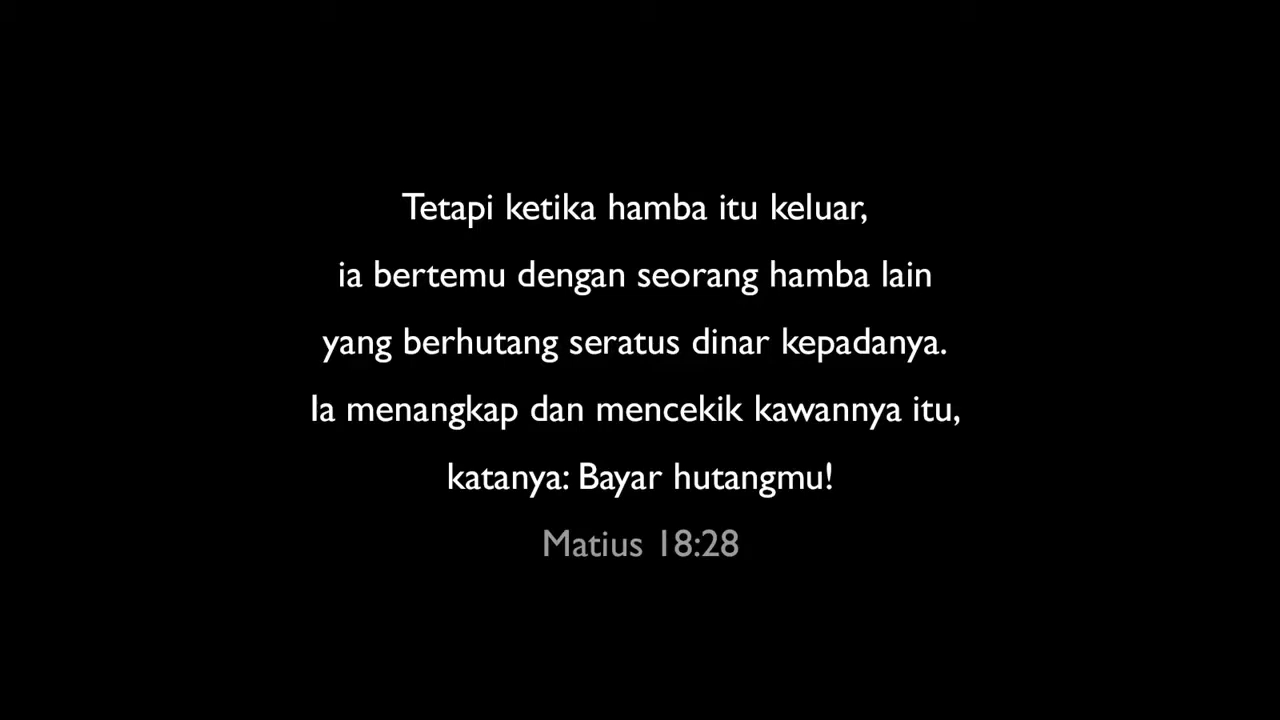 Tetapi ketika hamba itu keluar,
ia bertemu dengan seorang hamba lain
yang berhutang seratus dinar kepadanya.
Ia menangkap dan mencekik kawannya itu,
katanya: Bayar hutangmu!
Matius 18:28